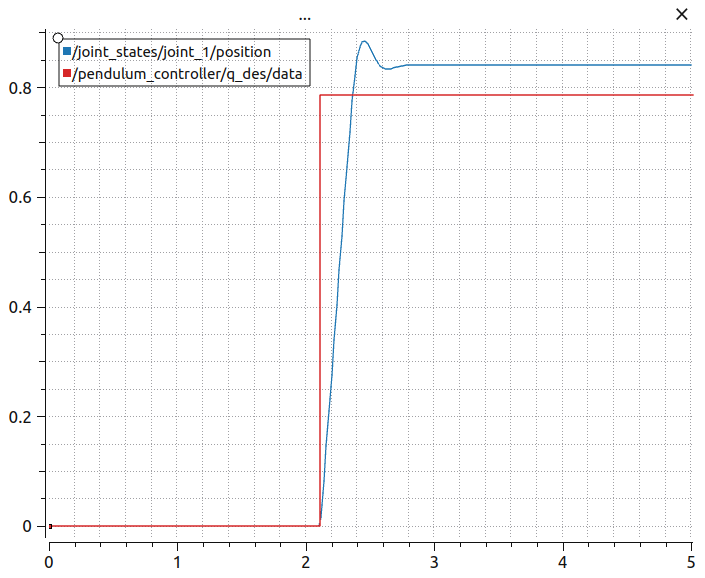 ...
/joint_states/joint_1/position
/pendulum_controller/q_des/data
0.8
0.6
0.4
0.2
0
0 1 2 3 4 5